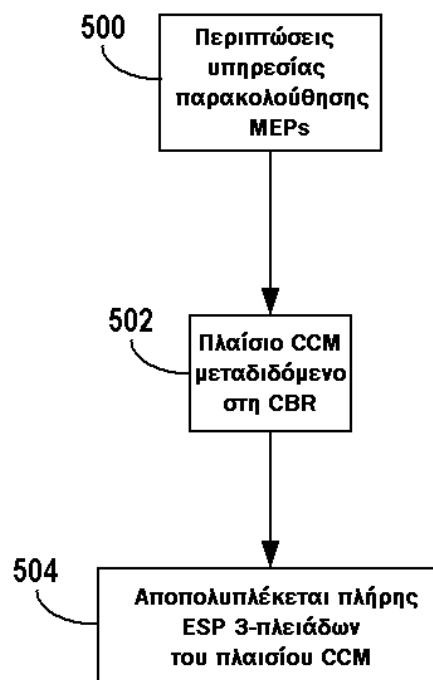 500
Περιπτώσεις
υπηρεσίας
παρακολούθησης
MEPs
502
Πλαίσιο CCM
μεταδιδόμενο
στη CBR
504
Αποπολυπλέκεται πλήρης
ESP 3-πλειάδων
του πλαισίου CCM